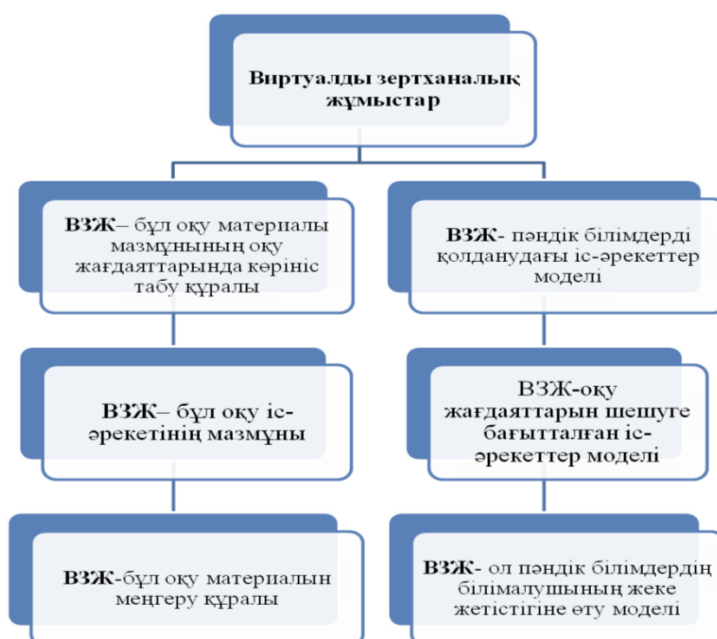 Виртуалды зертханалық
жұмыстар
ВЗЖ– бұл оқу материалы
мазмұнының оқу
жағдаяттарында көрініс
табу құралы
ВЗЖ- пәндік білімдерді
қолданудағы іс-әрекеттер
моделі
ВЗЖ– бұл оқу іс-
әрекетінің мазмұны
ВЗЖ-оқу
жағдаяттарын шешуге
бағытталған іс-
әрекеттер моделі
ВЗЖ-бұл оқу материалын
меңгеру құралы
ВЗЖ- ол пәндік білімдердің
білімалушының жеке
жетістігіне өту моделі